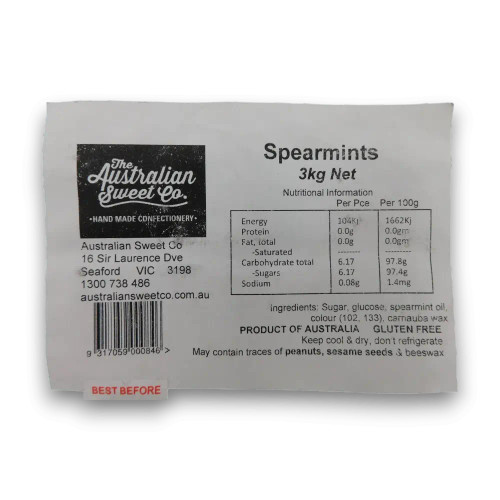 The
Australian
Sweet Co.
•HAND MADE CONFECTIONERY•
Australian Sweet Co
16 Sir Laurence Dve
Seaford VIC 3198
1300 738 486
australiansweetco.com.au
9 317059 000846 >
BEST BEFORE
Spearmints
3kg Net
Nutritional Information
Per Pce Per 100g
Energy 104Kj 1662Kj
Protein 0.0g 0.0gm
Fat, total 0.0g 0.0gm
-Saturated
Carbohydrate total 6.17 97.8g
-Sugars 6.17 97.4g
Sodium 0.08g 1.4mg
Ingredients: Sugar, glucose, spearmint oil,
colour (102, 133), carnauba wax
PRODUCT OF AUSTRALIA GLUTEN FREE
Keep cool & dry, don't refrigerate
May contain traces of peanuts, sesame seeds & beeswax